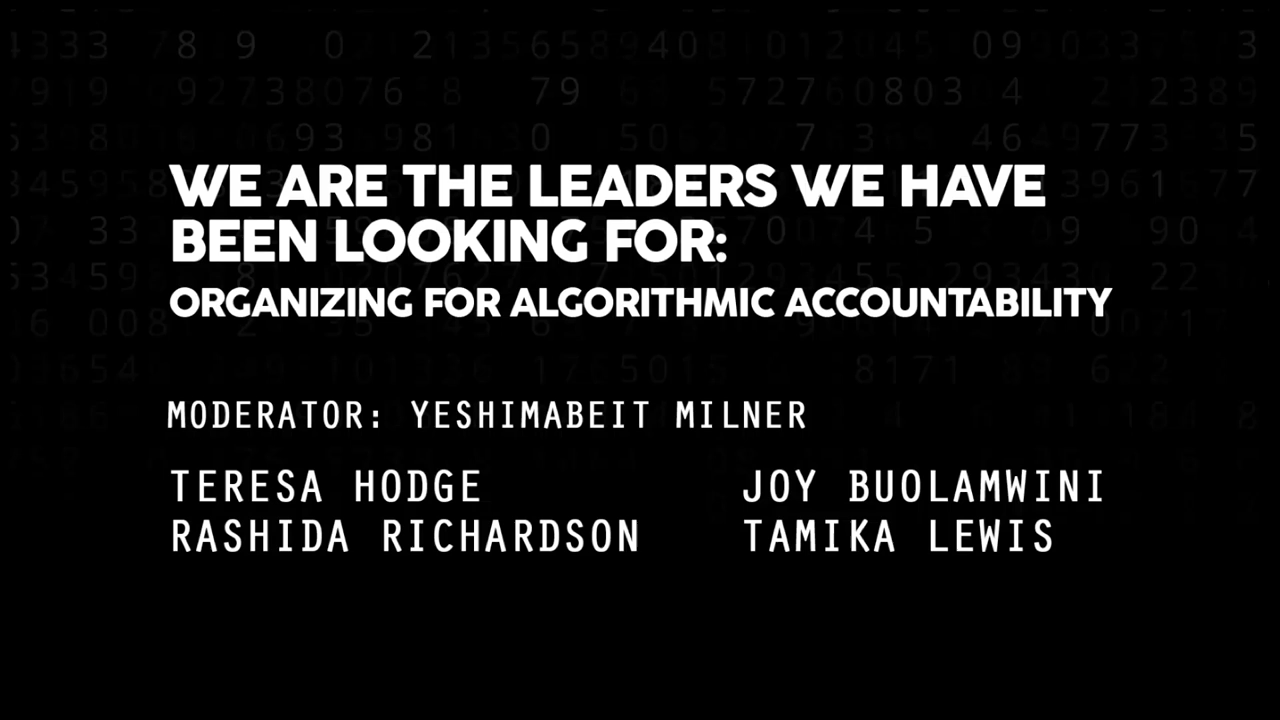 WE ARE THE LEADERS WE HAVE
BEEN LOOKING FOR:
ORGANIZING FOR ALGORITHMIC ACCOUNTABILITY
MODERATOR: YESHIMABEIT MILNER
TERESA HODGE
JOY BUOLAMWINI
RASHIDA RICHARDSON
TAMIKA LEWIS